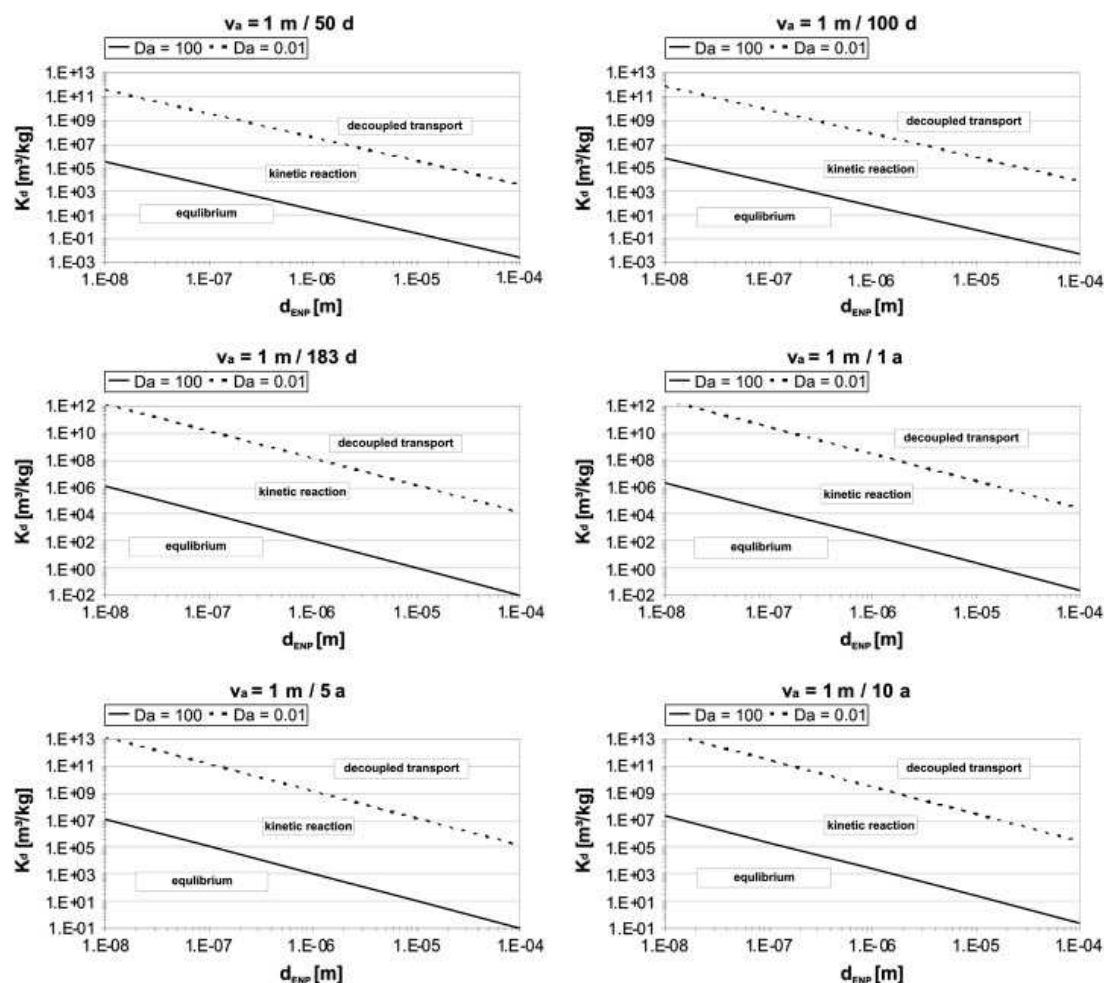 vₐ = 1 m / 50 d
Da = 100 Da = 0.01
1.E+13
1.E+11
1.E+09
1.E+07
1.E+05
1.E+03
1.E+01
1.E-01
1.E-03
K_d [m³/kg]
decoupled transport
kinetic reaction
equlibrium
1.E-08 1.E-07 1.E-06 1.E-05 1.E-04
d_ENP [m]
vₐ = 1 m / 100 d
Da = 100 Da = 0.01
1.E+13
1.E+11
1.E+09
1.E+07
1.E+05
1.E+03
1.E+01
1.E-01
1.E-03
K_d [m³/kg]
decoupled transport
kinetic reaction
equlibrium
1.E-08 1.E-07 1.E-06 1.E-05 1.E-04
d_ENP [m]
vₐ = 1 m / 183 d
Da = 100 Da = 0.01
1.E+12
1.E+10
1.E+08
1.E+06
1.E+04
1.E+02
1.E+00
1.E-02
K_d [m³/kg]
decoupled transport
kinetic reaction
equlibrium
1.E-08 1.E-07 1.E-06 1.E-05 1.E-04
d_ENP [m]
vₐ = 1 m / 1 a
Da = 100 Da = 0.01
1.E+12
1.E+10
1.E+08
1.E+06
1.E+04
1.E+02
1.E+00
1.E-02
K_d [m³/kg]
decoupled transport
kinetic reaction
equlibrium
1.E-08 1.E-07 1.E-06 1.E-05 1.E-04
d_ENP [m]
vₐ = 1 m / 5 a
Da = 100 Da = 0.01
1.E+13
1.E+11
1.E+09
1.E+07
1.E+05
1.E+03
1.E+01
1.E-01
K_d [m³/kg]
decoupled transport
kinetic reaction
equlibrium
1.E-08 1.E-07 1.E-06 1.E-05 1.E-04
d_ENP [m]
vₐ = 1 m / 10 a
Da = 100 Da = 0.01
1.E+13
1.E+11
1.E+09
1.E+07
1.E+05
1.E+03
1.E+01
1.E-01
K_d [m³/kg]
decoupled transport
kinetic reaction
equlibrium
1.E-08 1.E-07 1.E-06 1.E-05 1.E-04
d_ENP [m]